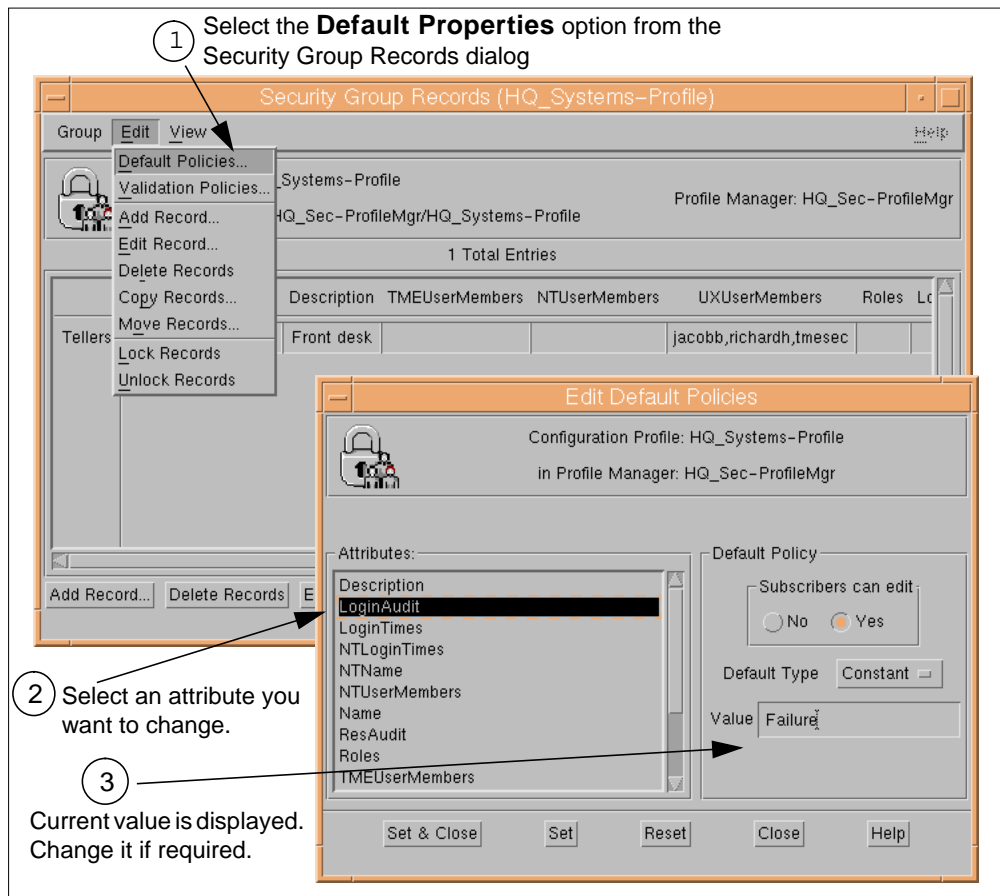 1
Select the Default Properties option from the
Security Group Records dialog
Security Group Records (HQ_Systems-Profile)
Group Edit View Help
Default Policies...
Validation Policies...
Add Record...
Edit Record...
Delete Records
Copy Records...
Move Records...
Lock Records
Unlock Records
_Systems-Profile
HQ_Sec-ProfileMgr/HQ_Systems-Profile
Profile Manager: HQ_Sec-ProfileMgr
1 Total Entries
Description TMEUserMembers NTUserMembers UXUserMembers Roles Lo
Tellers Front desk jacobb,richardh,tmesec
Add Record... Delete Records E
Edit Default Policies
Configuration Profile: HQ_Systems-Profile
in Profile Manager: HQ_Sec-ProfileMgr
Attributes:
Description
LoginAudit
LoginTimes
NTLoginTimes
NTName
NTUserMembers
Name
ResAudit
Roles
TMEUserMembers
Default Policy
Subscribers can edit
No Yes
Default Type Constant
Value Failure
Set & Close Set Reset Close Help
2
Select an attribute you
want to change.
3
Current value is displayed.
Change it if required.